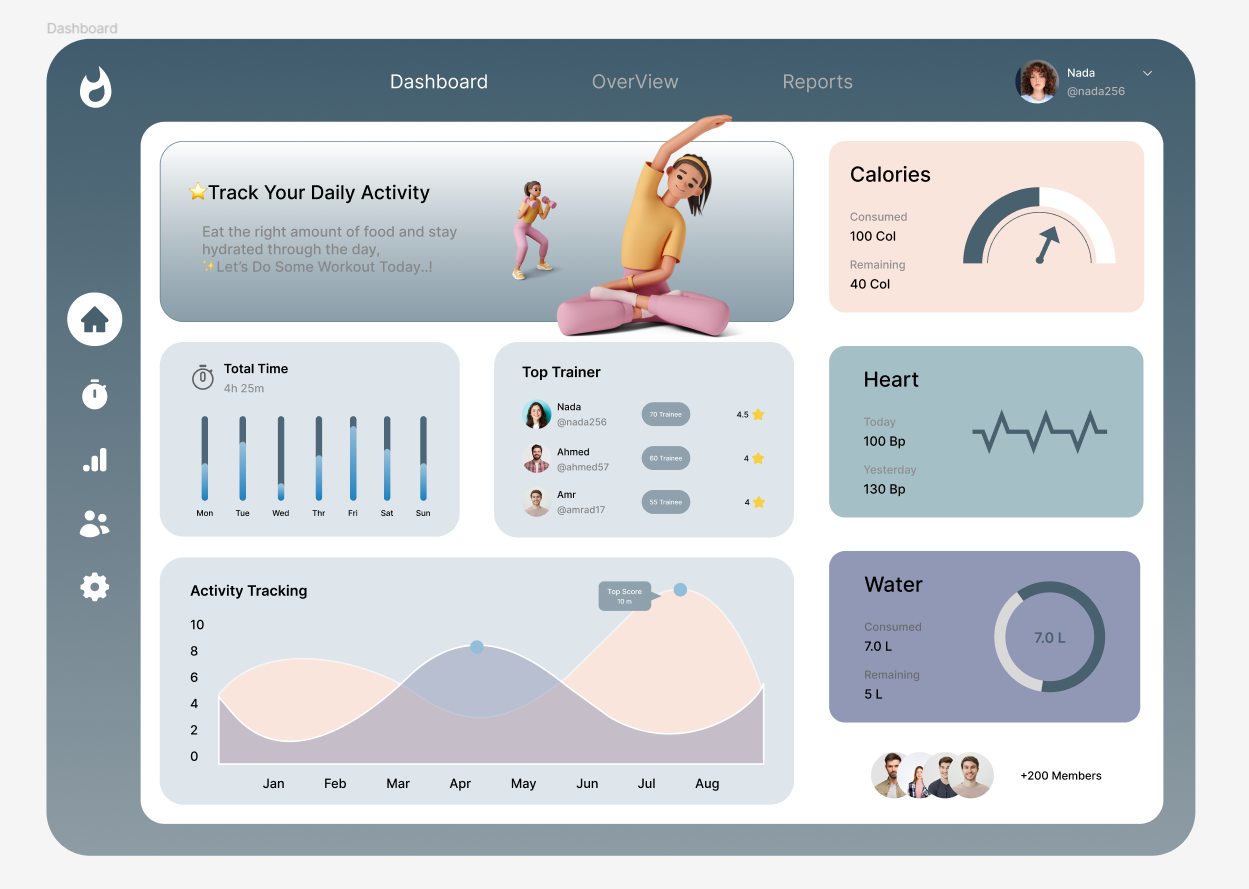 Dashboard
Dashboard
OverView
Reports
Nada
@nada256
⭐Track Your Daily Activity
Eat the right amount of food and stay
hydrated through the day,
✨Let's Do Some Workout Today..!
Calories
Consumed
100 Col
Remaining
40 Col
Total Time
4h 25m
0
Mon
Tue
Wed
Thr
Fri
Sat
Sun
Top Trainer
Nada
@nada256
70 Trainee
4.5
Ahmed
@ahmed57
60 Trainee
4
Amr
@amrad17
55 Trainee
4
Heart
Today
100 Bp
Yesterday
130 Bp
Activity Tracking
Top Score
10 m
10
8
6
4
2
0
Jan
Feb
Mar
Apr
May
Jun
Jul
Aug
Water
Consumed
7.0 L
Remaining
5 L
7.0 L
+200 Members